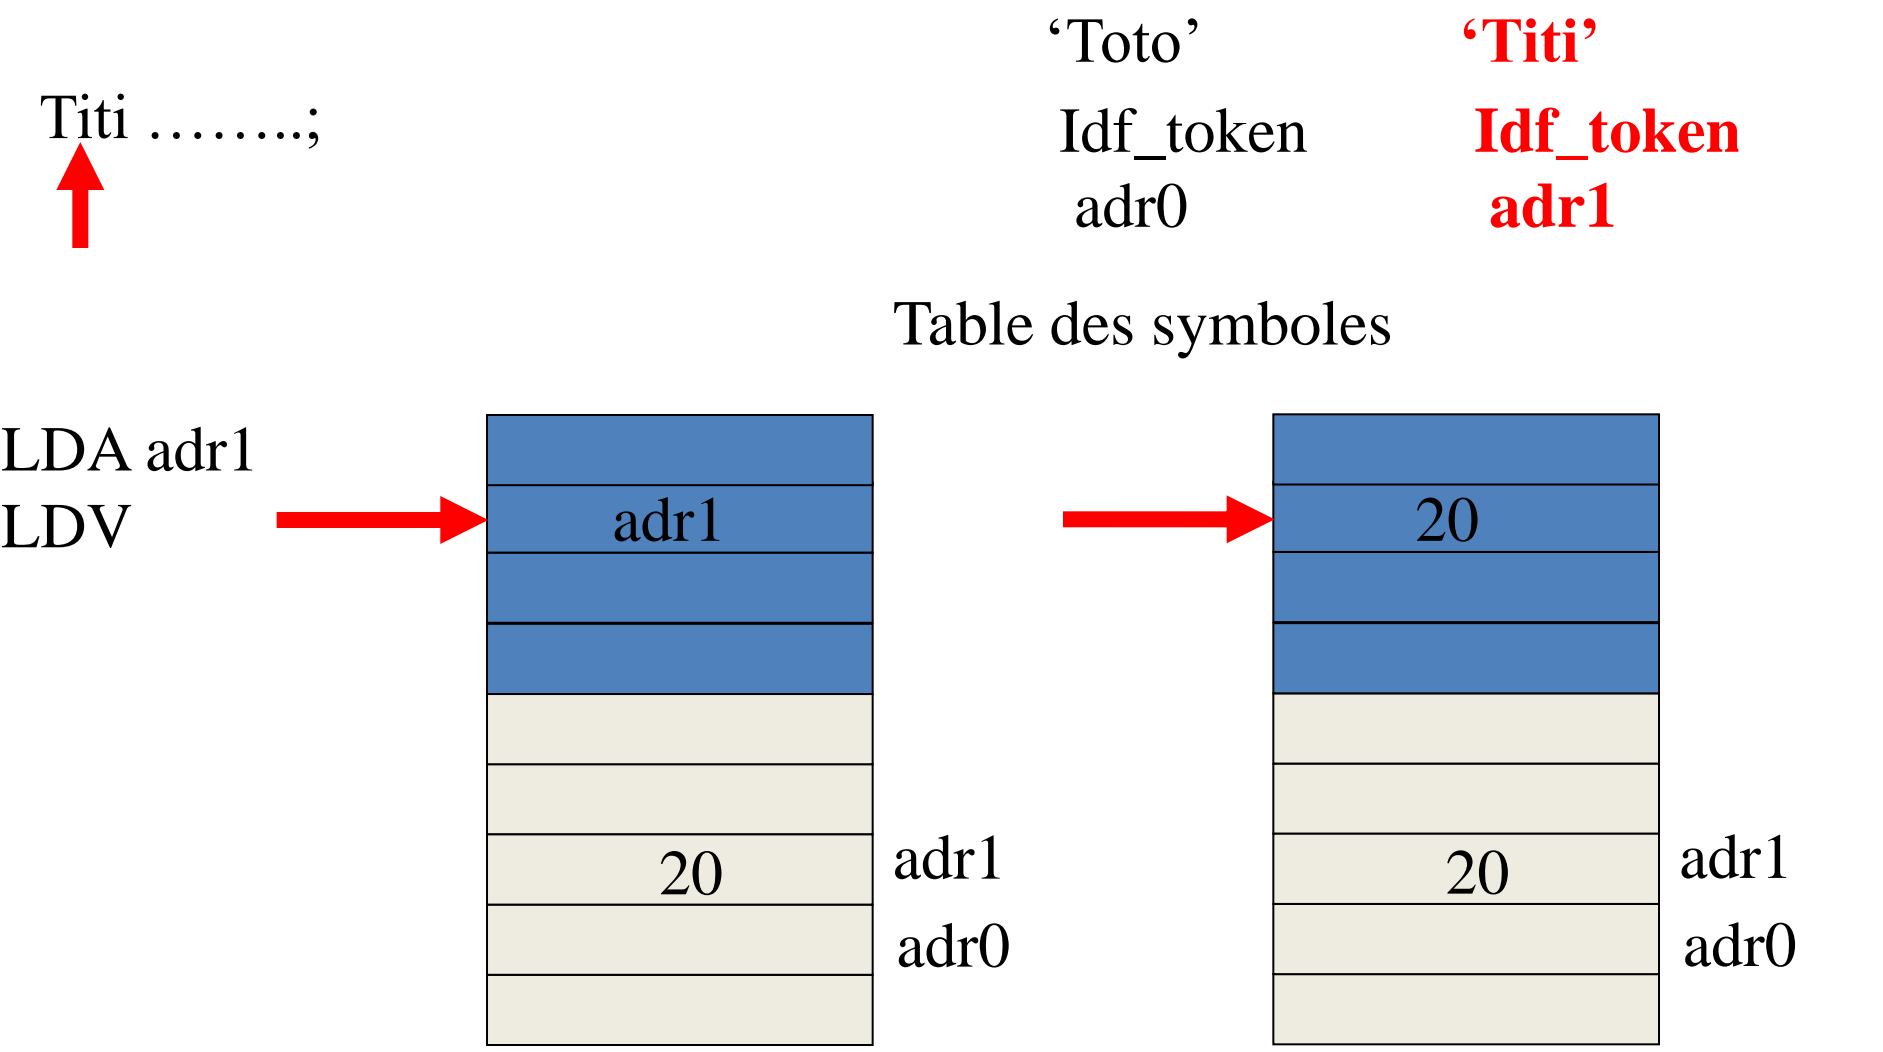 ‘Toto’ ‘Titi’
Titi ……..;
Idf_token Idf_token
adr0 adr1
Table des symboles
LDA adr1
LDV
adr1 20
20 adr1 20 adr1
adr0 adr0